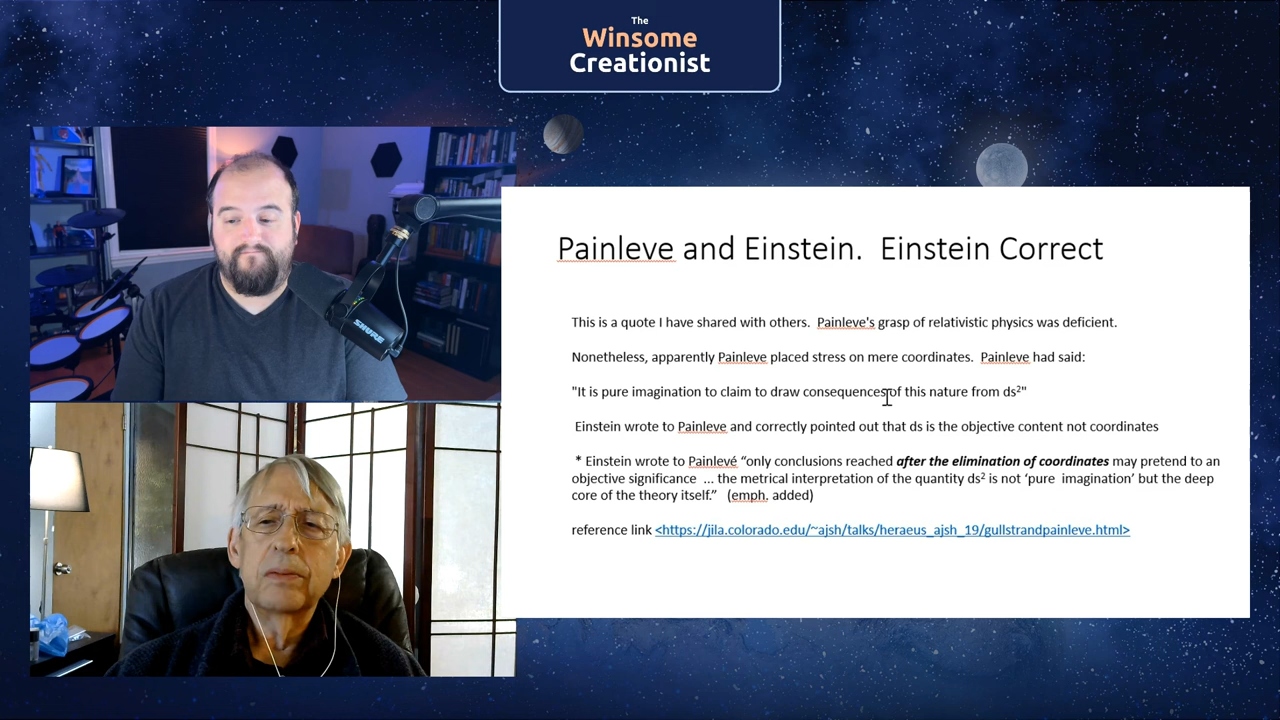 The
Winsome
Creationist
Painleve and Einstein.  Einstein Correct
This is a quote I have shared with others.  Painleve's grasp of relativistic physics was deficient.
Nonetheless, apparently Painleve placed stress on mere coordinates.  Painleve had said:
"It is pure imagination to claim to draw consequences of this nature from ds²"
Einstein wrote to Painleve and correctly pointed out that ds is the objective content not coordinates
* Einstein wrote to Painlevé “only conclusions reached after the elimination of coordinates may pretend to an
objective significance  ... the metrical interpretation of the quantity ds² is not ‘pure  imagination’ but the deep
core of the theory itself.”   (emph. added)
reference link <https://jila.colorado.edu/~ajsh/talks/heraeus_ajsh_19/gullstrandpainleve.html>
SHURE